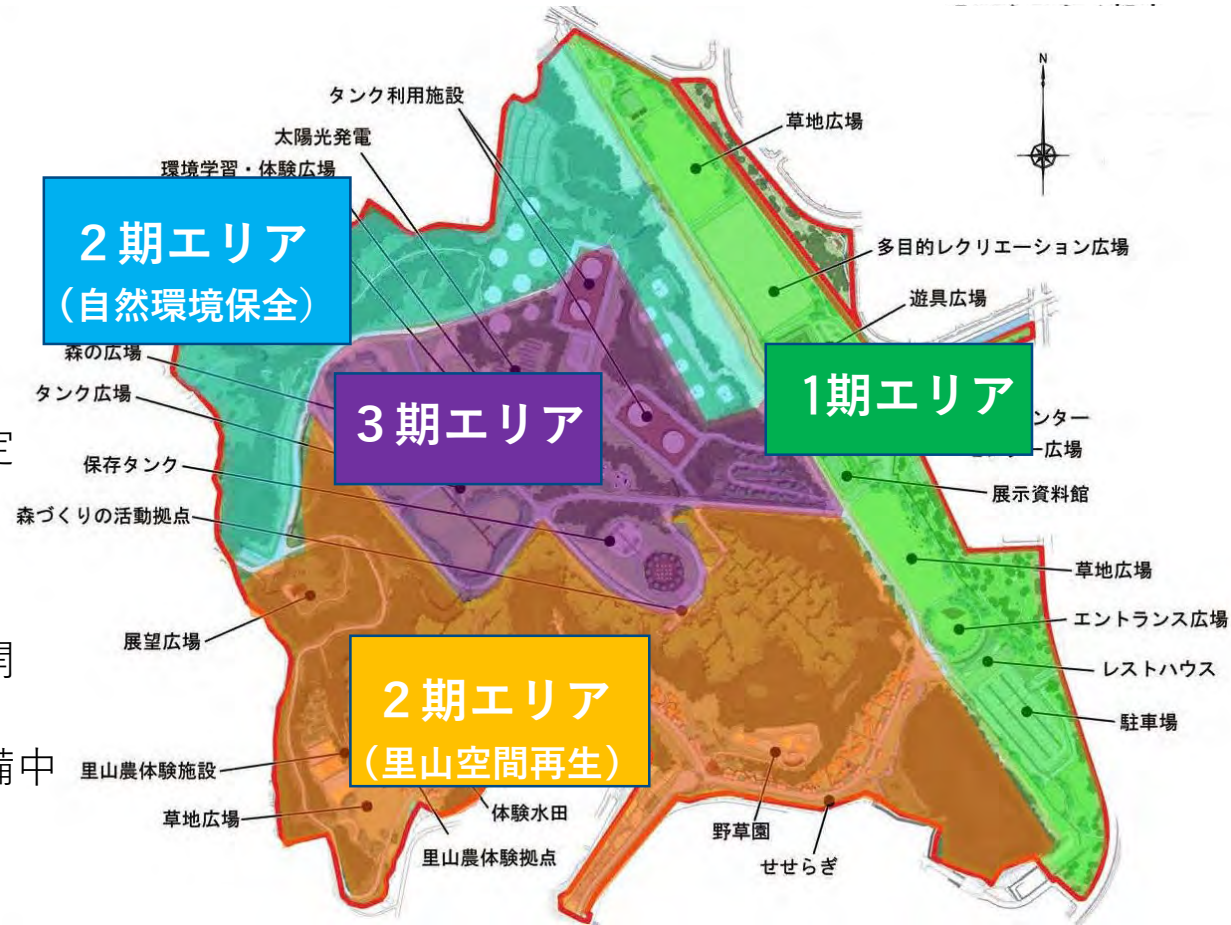 N
タンク利用施設
草地広場
太陽光発電
環境学習・体験広場
２期エリア
（自然環境保全）
多目的レクリエーション広場
遊具広場
森の広場
1期エリア
３期エリア
タンク広場
ンター
広場
定
保存タンク
展示資料館
森づくりの活動拠点
草地広場
エントランス広場
展望広場
レストハウス
２期エリア
（里山空間再生）
駐車場
備中
里山農体験施設
草地広場
体験水田
野草園
里山農体験拠点
せせらぎ